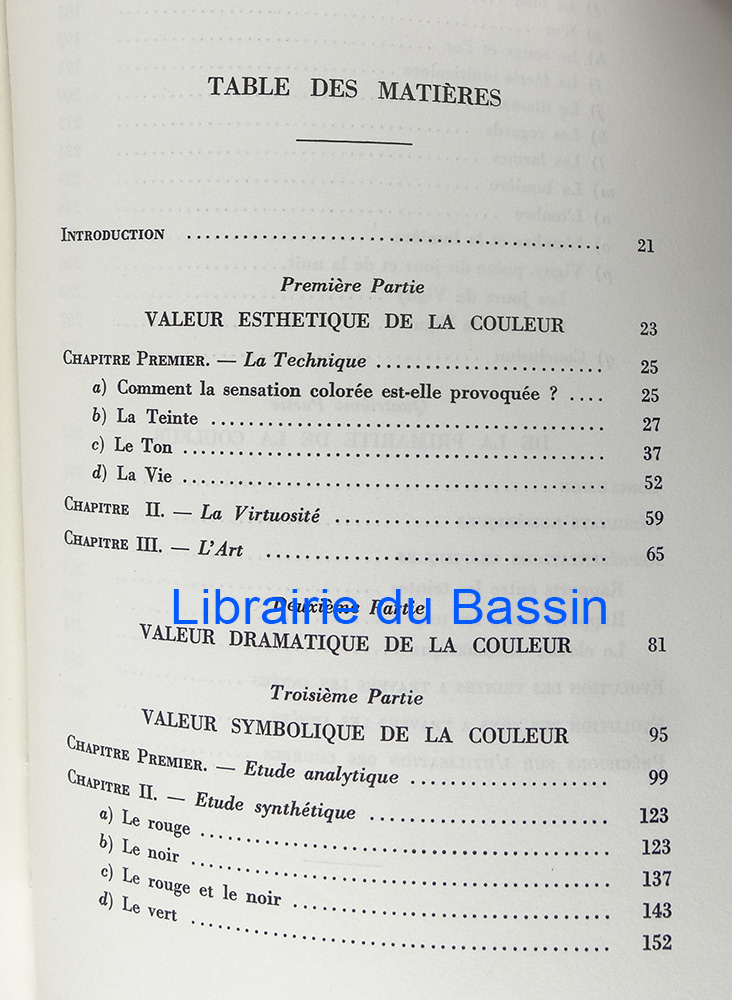 TABLE DES MATIÈRES
INTRODUCTION ............................................ 21
Première Partie
VALEUR ESTHETIQUE DE LA COULEUR 23
CHAPITRE PREMIER. — La Technique ........................ 25
a) Comment la sensation colorée est-elle provoquée ? .... 25
b) La Teinte ........................................ 27
c) Le Ton ........................................... 37
d) La Vie ........................................... 52
CHAPITRE II. — La Virtuosité ............................ 59
CHAPITRE III. — L'Art ................................... 65
Deuxième Partie
Librairie du Bassin
VALEUR DRAMATIQUE DE LA COULEUR 81
Troisième Partie
VALEUR SYMBOLIQUE DE LA COULEUR 95
CHAPITRE PREMIER. — Etude analytique .................... 99
CHAPITRE II. — Etude synthétique ........................ 123
a) Le rouge ......................................... 123
b) Le noir .......................................... 137
c) Le rouge et le noir .............................. 143
d) Le vert .......................................... 152